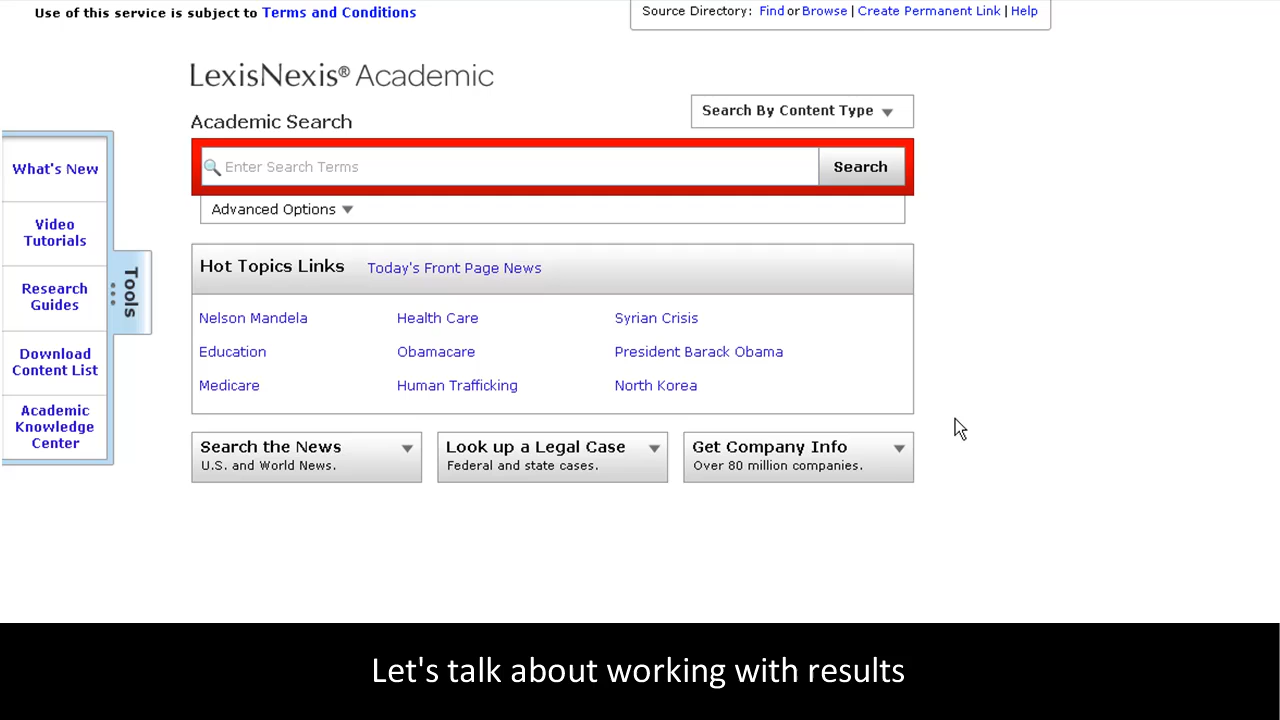 Use of this service is subject to Terms and Conditions
Source Directory: Find or Browse | Create Permanent Link | Help
LexisNexis® Academic
Search By Content Type
Academic Search
Enter Search Terms
Search
Advanced Options
What's New
Video
Tutorials
Research
Guides
Download
Content List
Academic
Knowledge
Center
Tools
Hot Topics Links Today's Front Page News
Nelson Mandela Health Care Syrian Crisis
Education Obamacare President Barack Obama
Medicare Human Trafficking North Korea
Search the News
U.S. and World News.
Look up a Legal Case
Federal and state cases.
Get Company Info
Over 80 million companies.
Let's talk about working with results